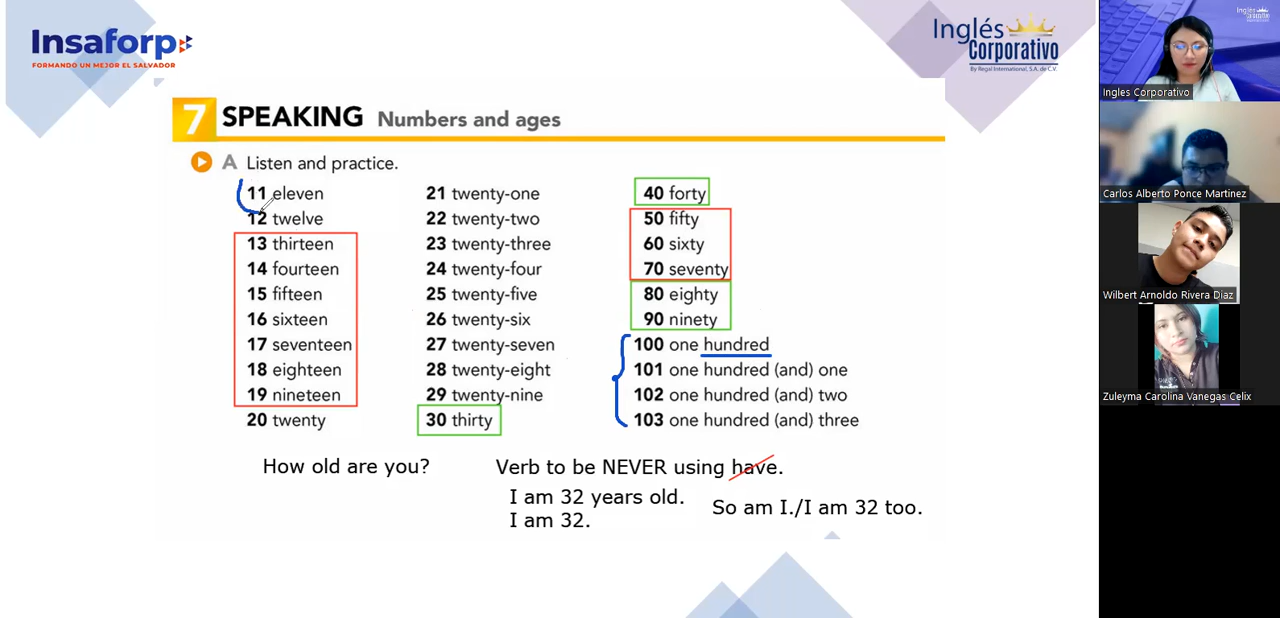 Insaforp
FORMANDO UN MEJOR EL SALVADOR
Inglés
Corporativo
By Regal International, S.A. de C.V.
7 SPEAKING Numbers and ages
A Listen and practice.
11 eleven
12 twelve
13 thirteen
14 fourteen
15 fifteen
16 sixteen
17 seventeen
18 eighteen
19 nineteen
20 twenty
21 twenty-one
22 twenty-two
23 twenty-three
24 twenty-four
25 twenty-five
26 twenty-six
27 twenty-seven
28 twenty-eight
29 twenty-nine
30 thirty
40 forty
50 fifty
60 sixty
70 seventy
80 eighty
90 ninety
100 one hundred
101 one hundred (and) one
102 one hundred (and) two
103 one hundred (and) three
How old are you?
Verb to be NEVER using have.
I am 32 years old.
I am 32.
So am I./I am 32 too.
Inglés
Corporativo
Ingles Corporativo
Carlos Alberto Ponce Martinez
Wilbert Arnoldo Rivera Diaz
Zuleyma Carolina Vanegas Celix